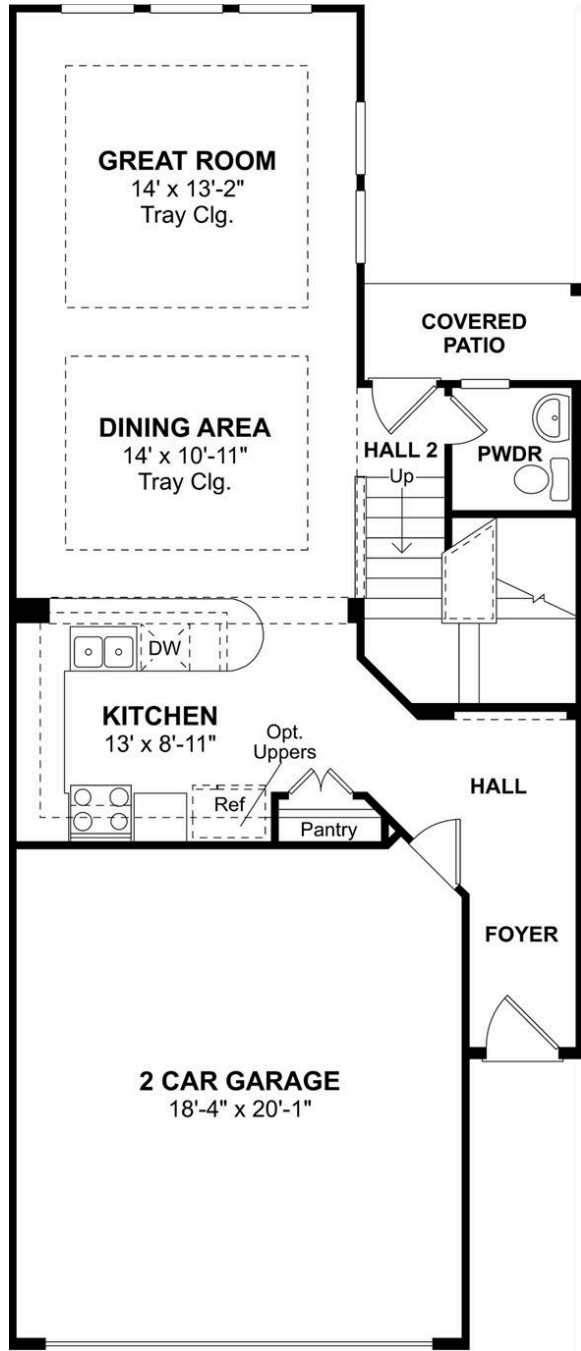 GREAT ROOM
14' x 13'-2"
Tray Clg.
COVERED
PATIO
DINING AREA
14' x 10'-11"
Tray Clg.
HALL 2
PWDR
Up
DW
KITCHEN
13' x 8'-11"
Opt.
Uppers
Ref
Pantry
HALL
FOYER
2 CAR GARAGE
18'-4" x 20'-1"